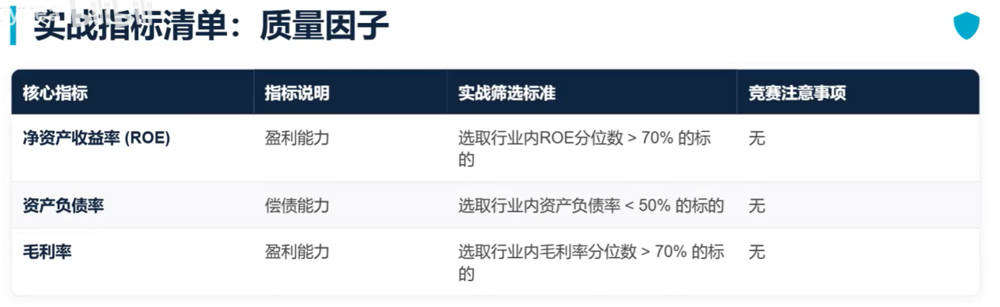 实战指标清单：质量因子
核心指标 指标说明 实战筛选标准 竞赛注意事项
净资产收益率 (ROE) 盈利能力 选取行业内ROE分位数 > 70% 的标 无
的
资产负债率 偿债能力 选取行业内资产负债率 < 50% 的标的 无
毛利率 盈利能力 选取行业内毛利率分位数 > 70% 的标 无
的